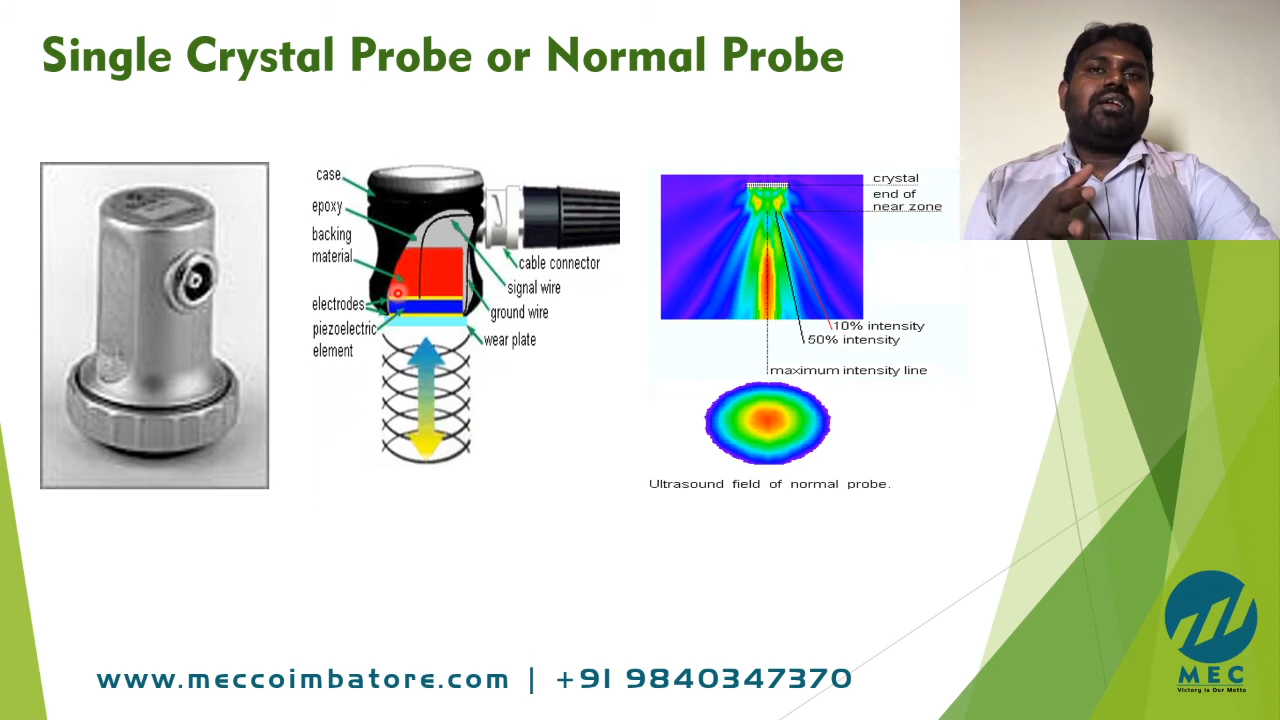 Single Crystal Probe or Normal Probe
case
epoxy
backing
material
electrodes
piezoelectric
element
cable connector
signal wire
ground wire
wear plate
crystal
end of
near zone
10% intensity
50% intensity
maximum intensity line
Ultrasound field of normal probe.
www.meccoimbatore.com | +91 9840347370
MEC
Victory is Our Motto